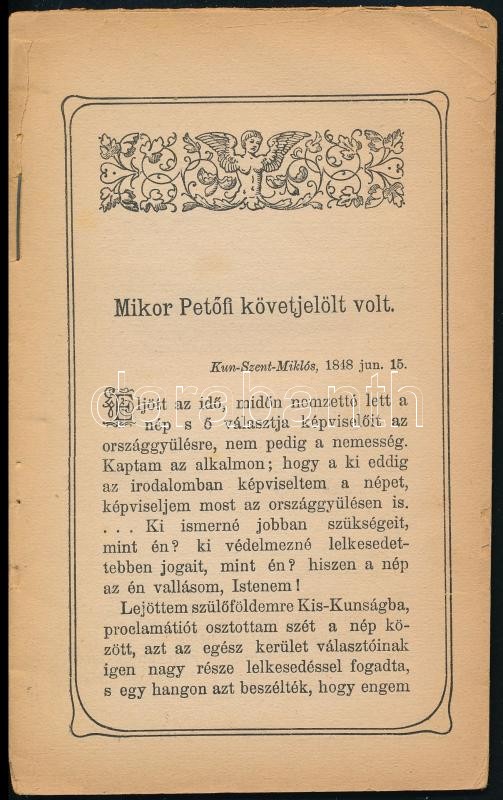 Mikor Petőfi követjelölt volt.
Kun-Szent-Miklós, 1848 jun. 15.
Eljött az idő, midőn nemzetté lett a
nép s ő választja képviselőit az
országgyülésre, nem pedig a nemesség.
Kaptam az alkalmon; hogy a ki eddig
az irodalomban képviseltem a népet,
képviseljem most az országgyülésen is.
. . . Ki ismerné jobban szükségeit,
mint én? ki védelmezné lelkesedet-
tebben jogait, mint én? hiszen a nép
az én vallásom, Istenem!
Lejöttem szülőföldemre Kis-Kunságba,
proclamátiót osztottam szét a nép kö-
zött, azt az egész kerület választóinak
igen nagy része lelkesedéssel fogadta,
s egy hangon azt beszélték, hogy engem
darabanth